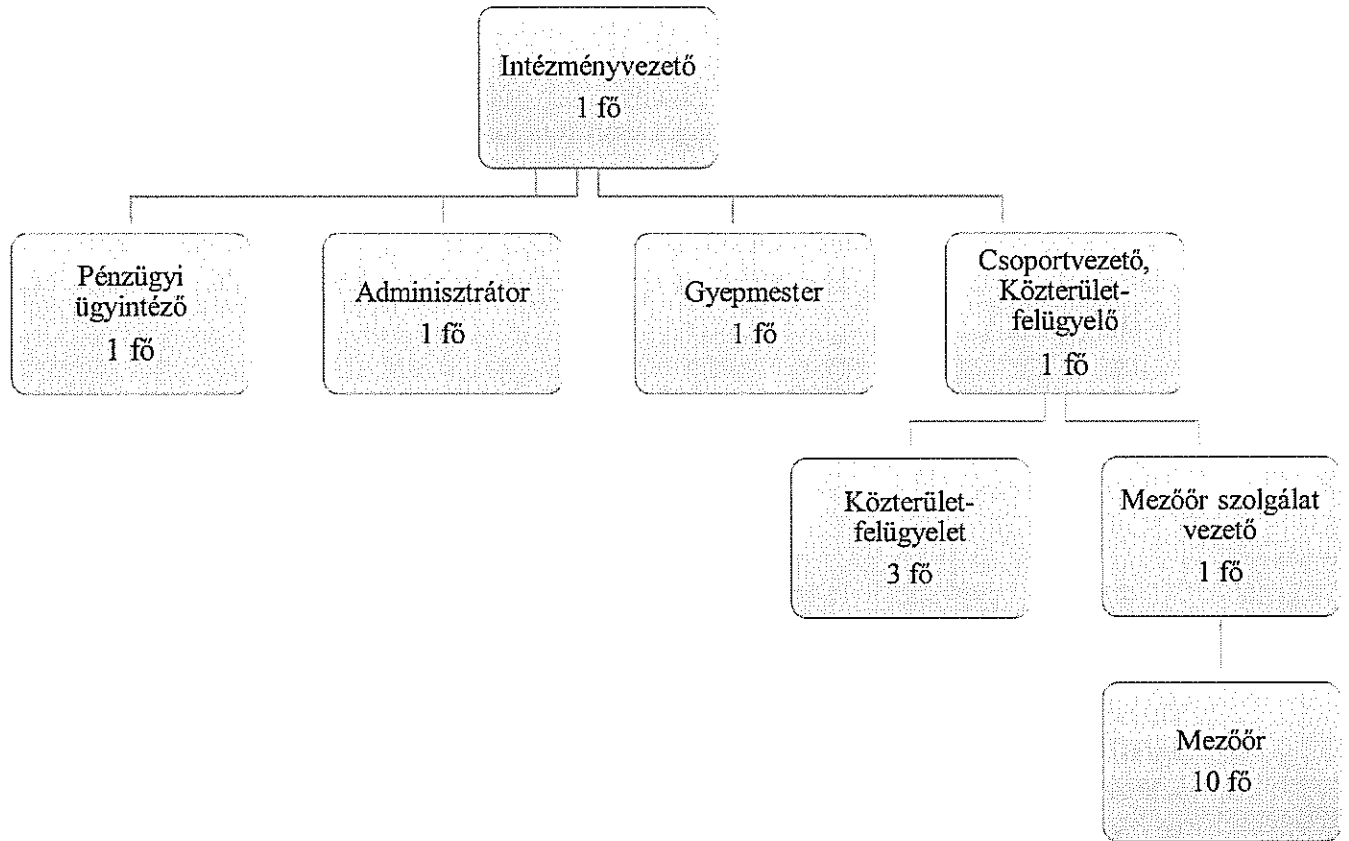 Intézményvezető
1 fő
Pénzügyi
ügyintéző
1 fő
Adminisztrátor
1 fő
Gyepmester
1 fő
Csoportvezető,
Közterület-
felügyelő
1 fő
Közterület-
felügyelet
3 fő
Mezőőr szolgálat
vezető
1 fő
Mezőőr
10 fő